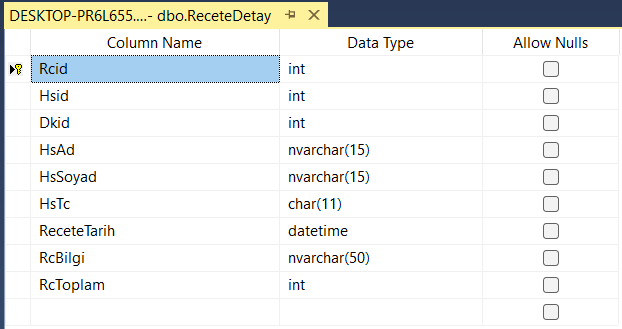 DESKTOP-PR6L655....- dbo.ReceteDetay
Column Name Data Type Allow Nulls
Rcid int
Hsid int
Dkid int
HsAd nvarchar(15)
HsSoyad nvarchar(15)
HsTc char(11)
ReceteTarih datetime
RcBilgi nvarchar(50)
RcToplam int